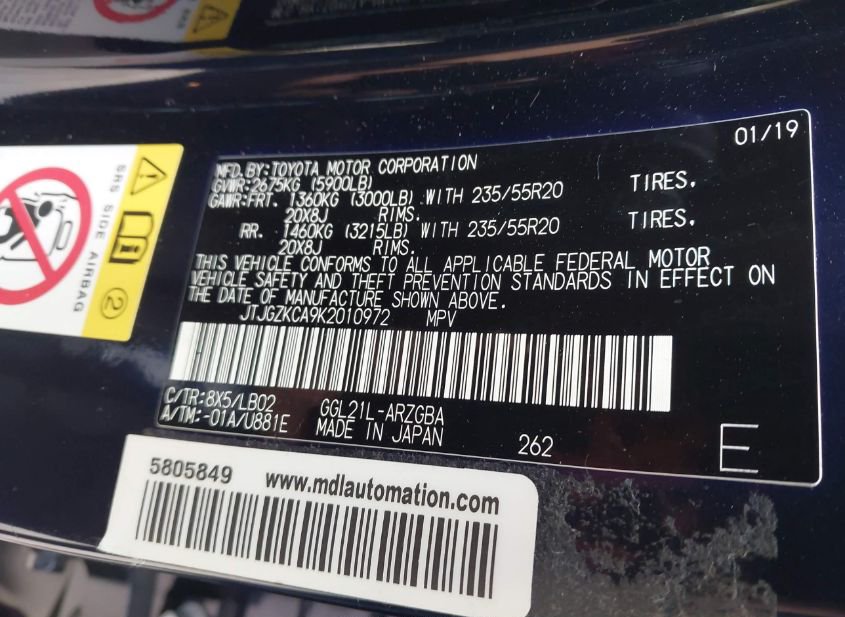 01/19
MFD.BY:TOYOTA MOTOR CORPORATION
GVWR:2675KG (5900LB)
GAWR:FRT. 1360KG (3000LB) WITH 235/55R20 TIRES.
20X8J RIMS.
RR. 1460KG (3215LB) WITH 235/55R20 TIRES.
20X8J RIMS.
THIS VEHICLE CONFORMS TO ALL APPLICABLE FEDERAL MOTOR
VEHICLE SAFETY AND THEFT PREVENTION STANDARDS IN EFFECT ON
THE DATE OF MANUFACTURE SHOWN ABOVE.
JTJGZKCA9K2010972 MPV
C/TR:8X5/LB02 GGL21L-ARZGBA
A/TM:-01A/U881E MADE IN JAPAN
262 E
SRS SIDE AIRBAG
2
5805849 www.mdlautomation.com